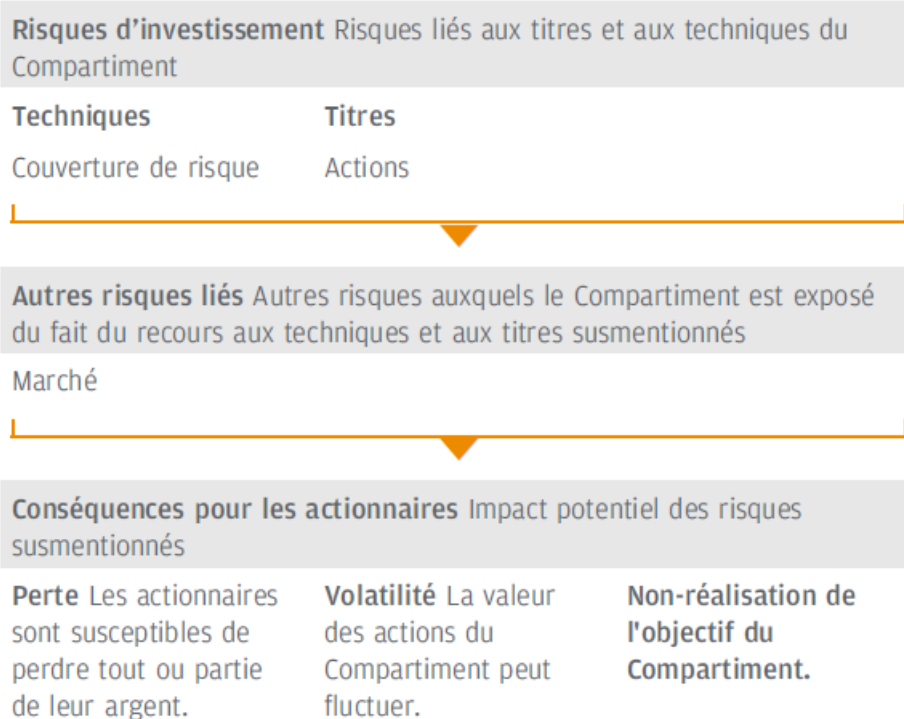 Risques d’investissement Risques liés aux titres et aux techniques du
Compartiment
Techniques
Titres
Couverture de risque
Actions
Autres risques liés Autres risques auxquels le Compartiment est exposé
du fait du recours aux techniques et aux titres susmentionnés
Marché
Conséquences pour les actionnaires Impact potentiel des risques
susmentionnés
Perte Les actionnaires
sont susceptibles de
perdre tout ou partie
de leur argent.
Volatilité La valeur
des actions du
Compartiment peut
fluctuer.
Non-réalisation de
l'objectif du
Compartiment.